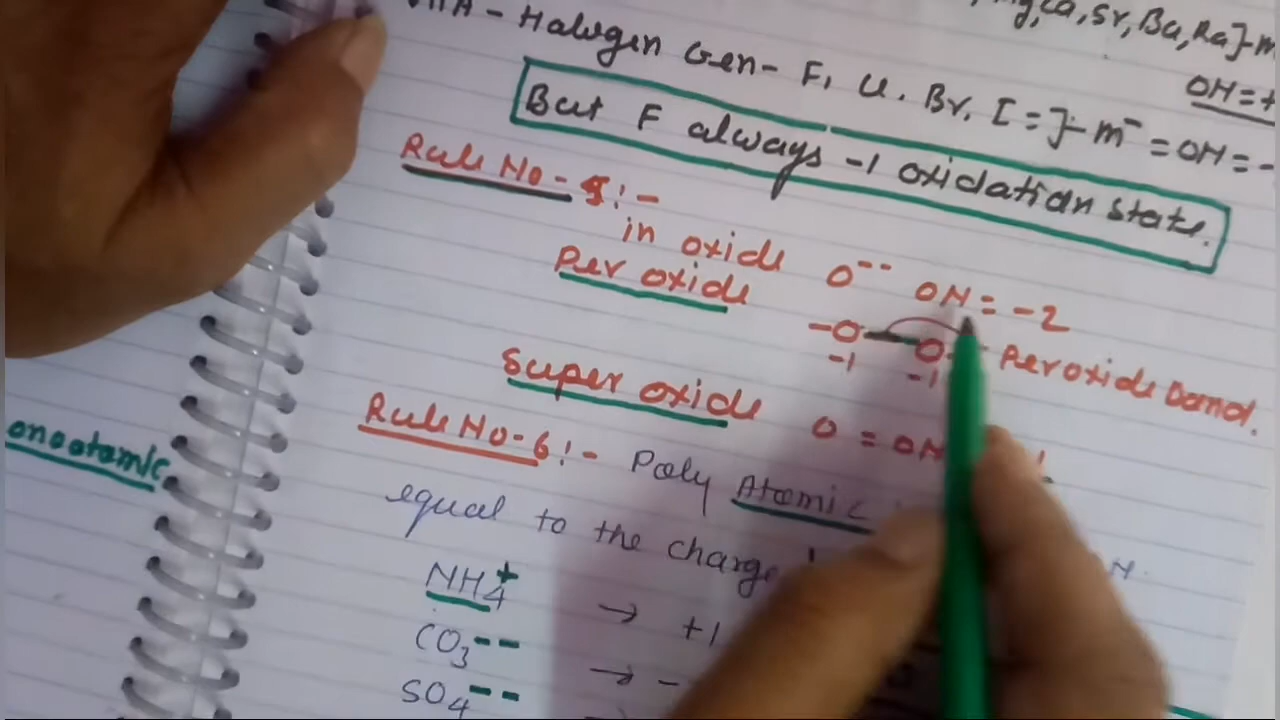 Mg, Ca, Sr, Ba, Ra}-m
OH=+
VIIA - Halogen Gen- F, Cl. Br. I =}-m⁻ = OH = -
But F always -1 oxidation state.
Rule No - 5:-
in oxide O-- ON = -2
Per oxide -O-O- Peroxide Bond.
-1 -1
Super oxide O = ON
Rule No-6:- Poly Atomic
equal to the charge
onoatomic
NH4+ → +1
CO3-- → -
SO4-- →